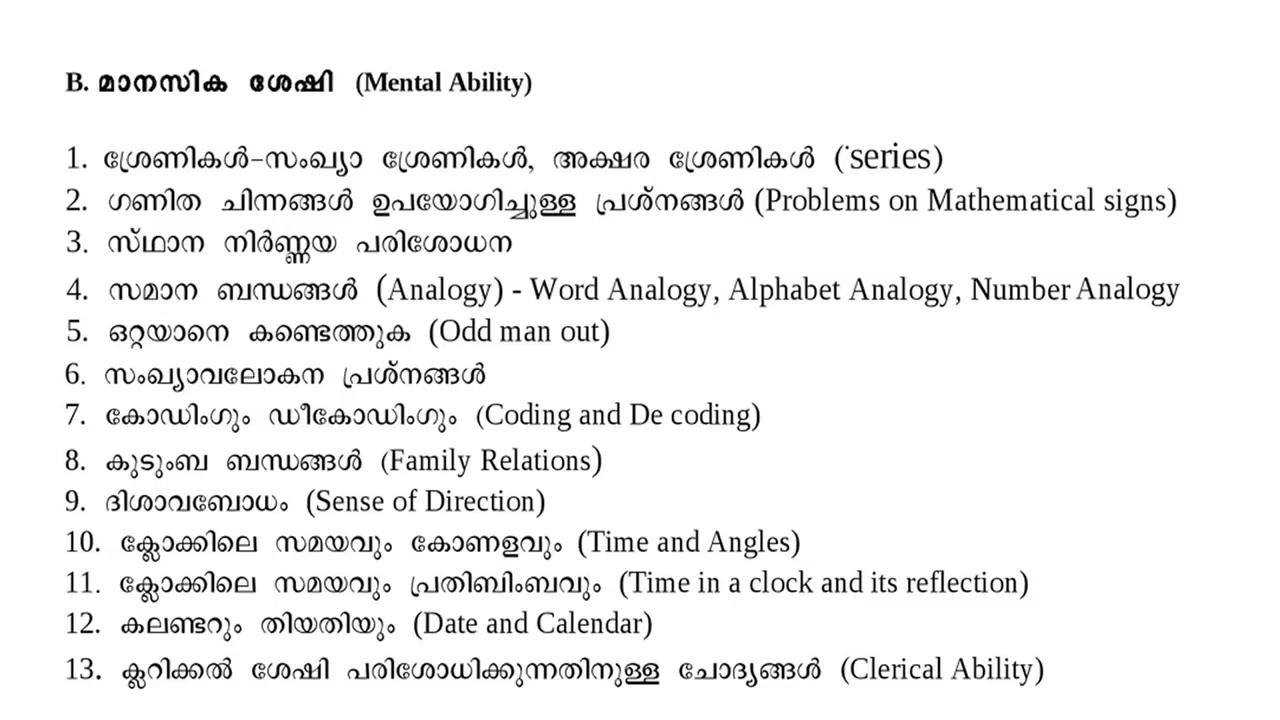 B. മാനസിക ശേഷി (Mental Ability)
1. ശ്രേണികൾ-സംഖ്യാ ശ്രേണികൾ, അക്ഷര ശ്രേണികൾ (ʻseries)
2. ഗണിത ചിന്നങ്ങൾ ഉപയോഗിച്ചുള്ള പ്രശ്നങ്ങൾ (Problems on Mathematical signs)
3. സ്ഥാന നിർണ്ണയ പരിശോധന
4. സമാന ബന്ധങ്ങൾ (Analogy) - Word Analogy, Alphabet Analogy, Number Analogy
5. ഒറ്റയാനെ കണ്ടെത്തുക (Odd man out)
6. സംഖ്യാവലോകന പ്രശ്നങ്ങൾ
7. കോഡിംഗും ഡീകോഡിംഗും (Coding and De coding)
8. കുടുംബ ബന്ധങ്ങൾ (Family Relations)
9. ദിശാവബോധം (Sense of Direction)
10. ക്ലോക്കിലെ സമയവും കോണളവും (Time and Angles)
11. ക്ലോക്കിലെ സമയവും പ്രതിബിംബവും (Time in a clock and its reflection)
12. കലണ്ടറും തിയതിയും (Date and Calendar)
13. ക്ലറിക്കൽ ശേഷി പരിശോധിക്കുന്നതിനുള്ള ചോദ്യങ്ങൾ (Clerical Ability)